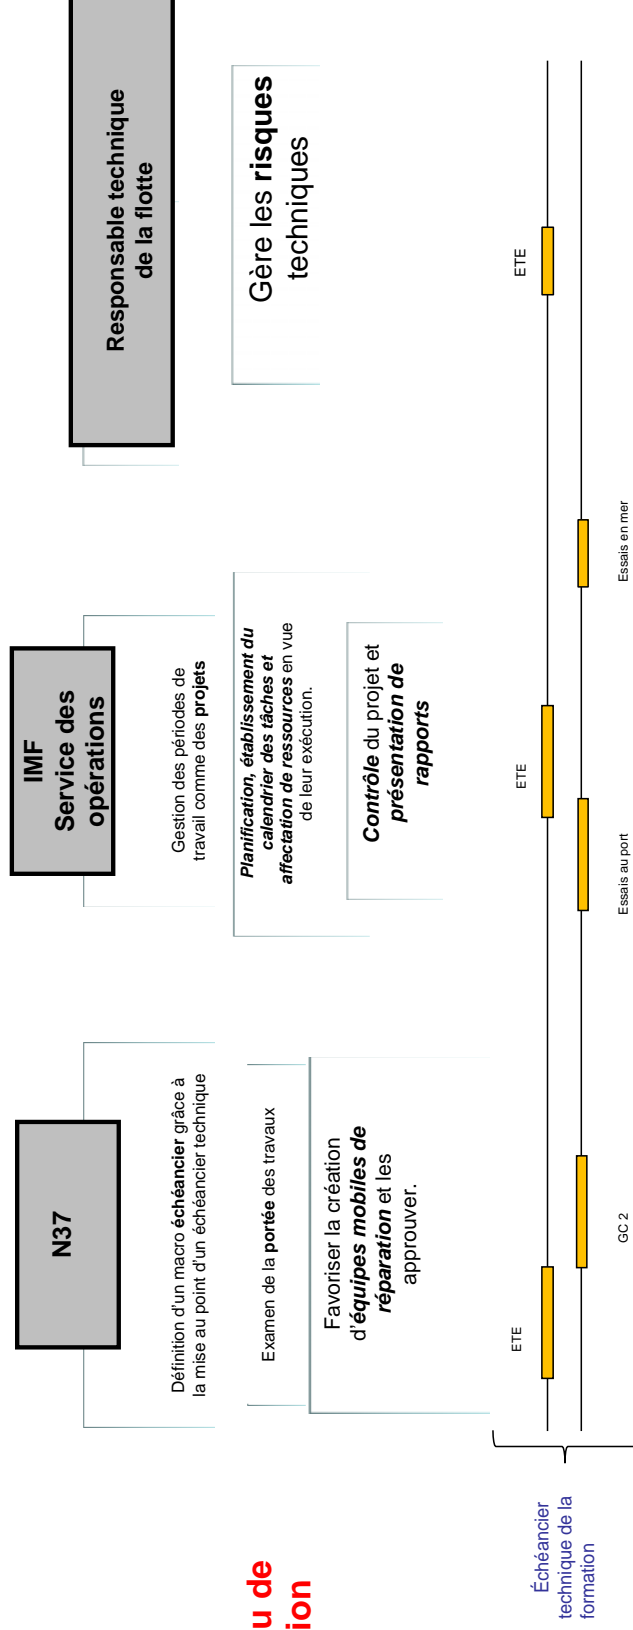 N37
Définition d'un macro échéancier grâce à
la mise au point d'un échéancier technique
Examen de la portée des travaux
Favoriser la création
d'équipes mobiles de
réparation et les
approuver.
IMF
Service des
opérations
Gestion des périodes de
travail comme des projets
Planification, établissement du
calendrier des tâches et
affectation de ressources en vue
de leur exécution.
Contrôle du projet et
présentation de
rapports
Responsable technique
de la flotte
Gère les risques
techniques
u de
ion
Échéancier
technique de la
formation
ETE
ETE
ETE
GC 2
Essais au port
Essais en mer